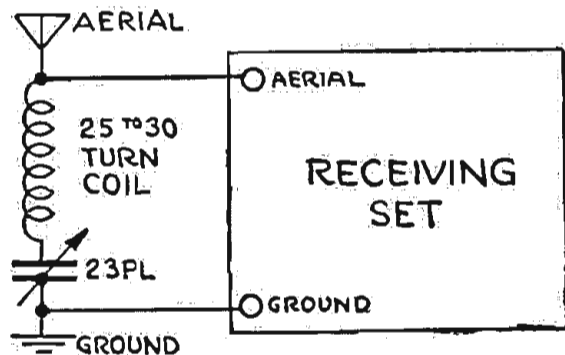 AERIAL
AERIAL
25 TO 30
TURN
COIL
RECEIVING
SET
23PL
GROUND
GROUND